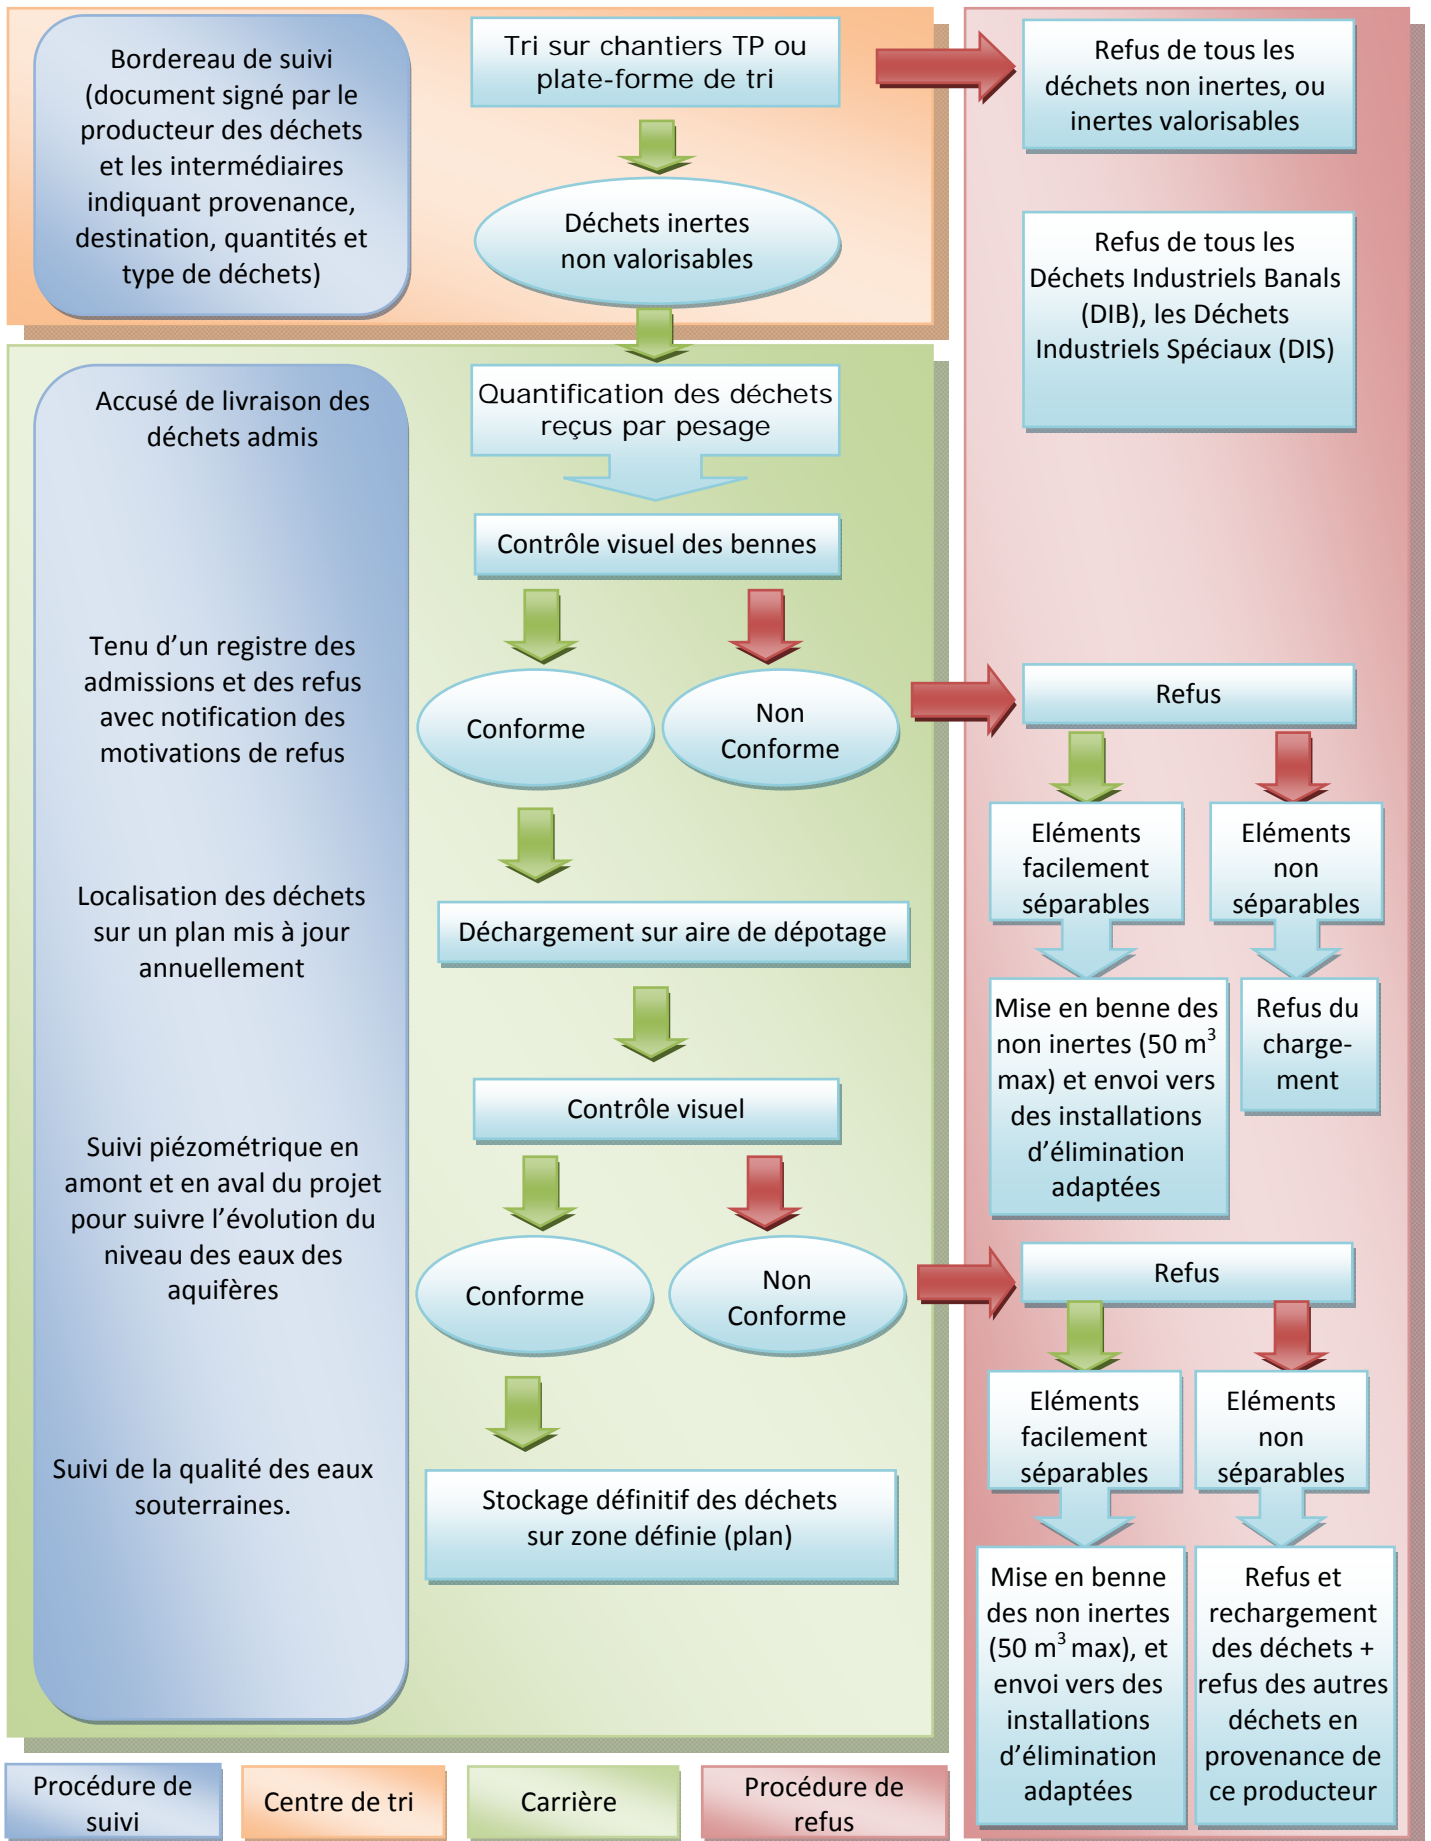 Bordereau de suivi
(document signé par le
producteur des déchets
et les intermédiaires
indiquant provenance,
destination, quantités et
type de déchets)
Tri sur chantiers TP ou
plate-forme de tri
Déchets inertes
non valorisables
Refus de tous les
déchets non inertes, ou
inertes valorisables
Refus de tous les
Déchets Industriels Banals
(DIB), les Déchets
Industriels Spéciaux (DIS)
Accusé de livraison des
déchets admis
Tenu d’un registre des
admissions et des refus
avec notification des
motivations de refus
Localisation des déchets
sur un plan mis à jour
annuellement
Suivi piézométrique en
amont et en aval du projet
pour suivre l’évolution du
niveau des eaux des
aquifères
Suivi de la qualité des eaux
souterraines.
Quantification des déchets
reçus par pesage
Contrôle visuel des bennes
Conforme
Non
Conforme
Déchargement sur aire de dépotage
Contrôle visuel
Conforme
Non
Conforme
Stockage définitif des déchets
sur zone définie (plan)
Refus
Eléments
facilement
séparables
Eléments
non
séparables
Mise en benne des
non inertes (50 m³
max) et envoi vers
des installations
d’élimination
adaptées
Refus du
charge-
ment
Refus
Eléments
facilement
séparables
Eléments
non
séparables
Mise en benne
des non inertes
(50 m³ max), et
envoi vers des
installations
d’élimination
adaptées
Refus et
rechargement
des déchets +
refus des autres
déchets en
provenance de
ce producteur
Procédure de
suivi
Centre de tri
Carrière
Procédure de
refus